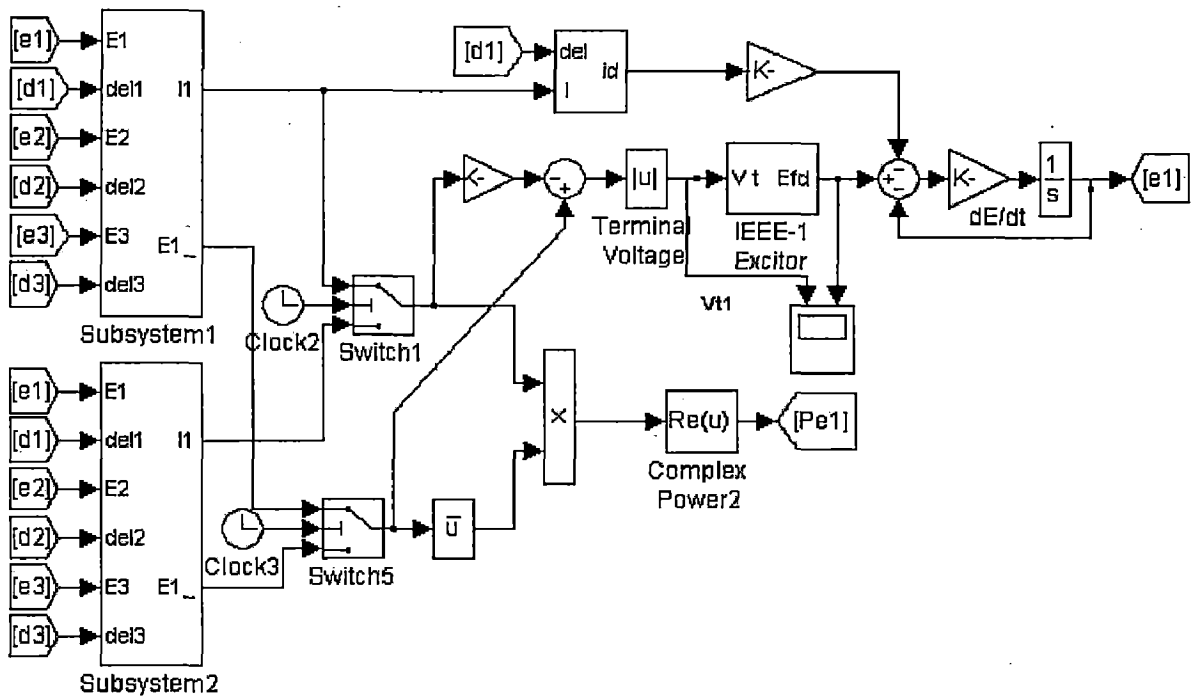 [e1]
E1
[d1]
del1
I1
[e2]
E2
[d2]
del2
[e3]
E3
E1_
[d3]
del3
Subsystem1
[d1]
del
id
I
K-
K-
|u|
Terminal
Voltage
Vt
Efd
IEEE-1
Excitor
+
-
-
-
+
K-
dE/dt
1
s
[e1]
Clock2
Switch1
Vt1
[e1]
E1
[d1]
del1
I1
[e2]
E2
[d2]
del2
[e3]
E3
E1_
[d3]
del3
Subsystem2
Clock3
Switch5
u
X
Re(u)
Complex
Power2
[Pe1]